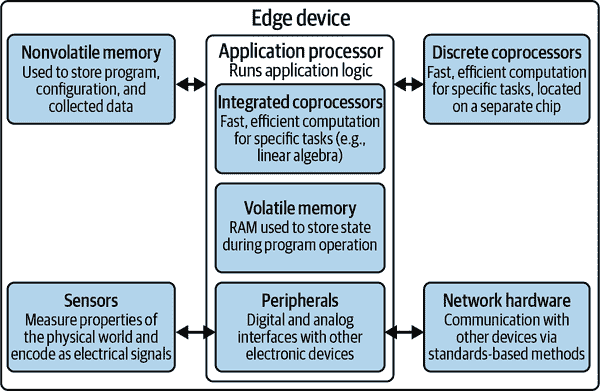 Edge device
Nonvolatile memory
Used to store program,
configuration, and
collected data
Application processor
Runs application logic
Integrated coprocessors
Fast, efficient computation
for specific tasks (e.g.,
linear algebra)
Volatile memory
RAM used to store state
during program operation
Discrete coprocessors
Fast, efficient computation
for specific tasks, located
on a separate chip
Sensors
Measure properties of
the physical world and
encode as electrical signals
Peripherals
Digital and analog
interfaces with other
electronic devices
Network hardware
Communication with
other devices via
standards-based methods